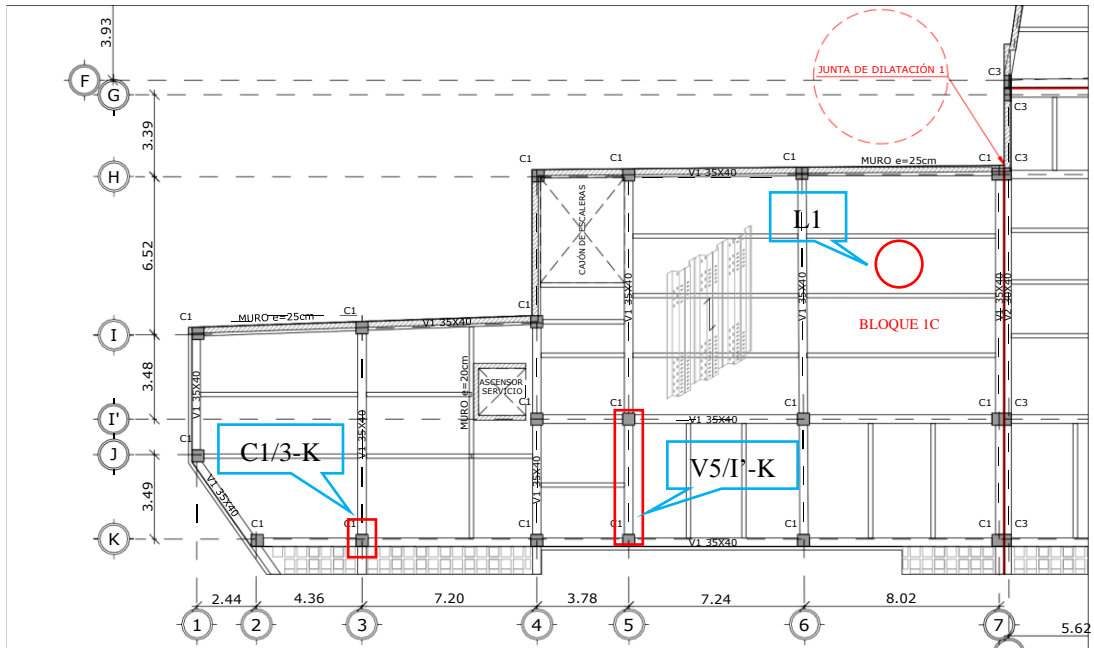 3.93
F
G
JUNTA DE DILATACIÓN 1
C3
C3
3.39
H
C1
C1
V1 35X40
C1
MURO e=25cm
C1
C3
CAJÓN DE ESCALERAS
L1
6.52
V1 35X40
V1 35X40
V1 35X40
V2 30X40
1
BLOQUE 1C
C1
MURO e=25cm
C1
V1 35X40
C1
I
3.48
V1 35X40
MURO e=20cm
ASCENSOR
SERVICIO
C1
C1
C1
C1
C3
I'
V1 35X40
V1 35X40
C1
C1/3-K
V5/I'-K
J
3.49
V1 35X40
V1 35X40
C1
C1
C1
C1
C1
C1
C3
K
V1 35X40
2.44
4.36
7.20
3.78
7.24
8.02
1
2
3
4
5
6
7
5.62